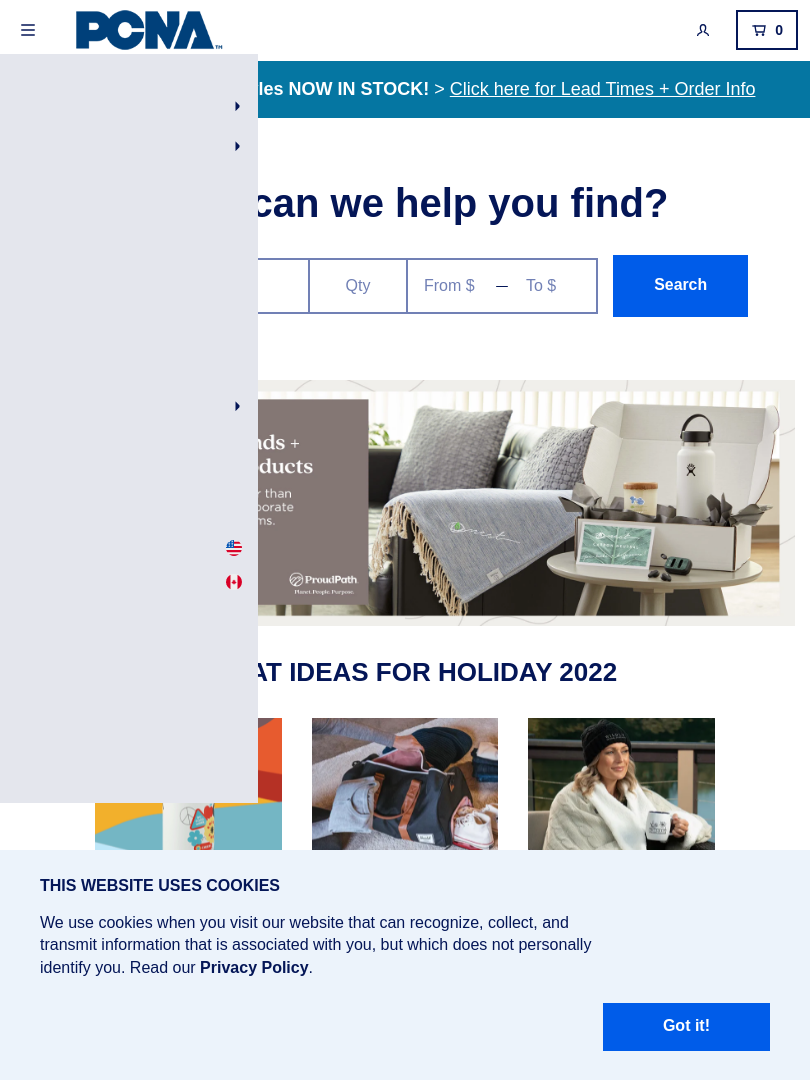 PCNA
TM
0
les NOW IN STOCK! > Click here for Lead Times + Order Info
can we help you find?
Qty
From $ — To $
Search
nds +
oducts
r than
orate
ms.
ProudPath
Planet. People. Purpose.
AT IDEAS FOR HOLIDAY 2022
THIS WEBSITE USES COOKIES
We use cookies when you visit our website that can recognize, collect, and
transmit information that is associated with you, but which does not personally
identify you. Read our Privacy Policy.
Got it!